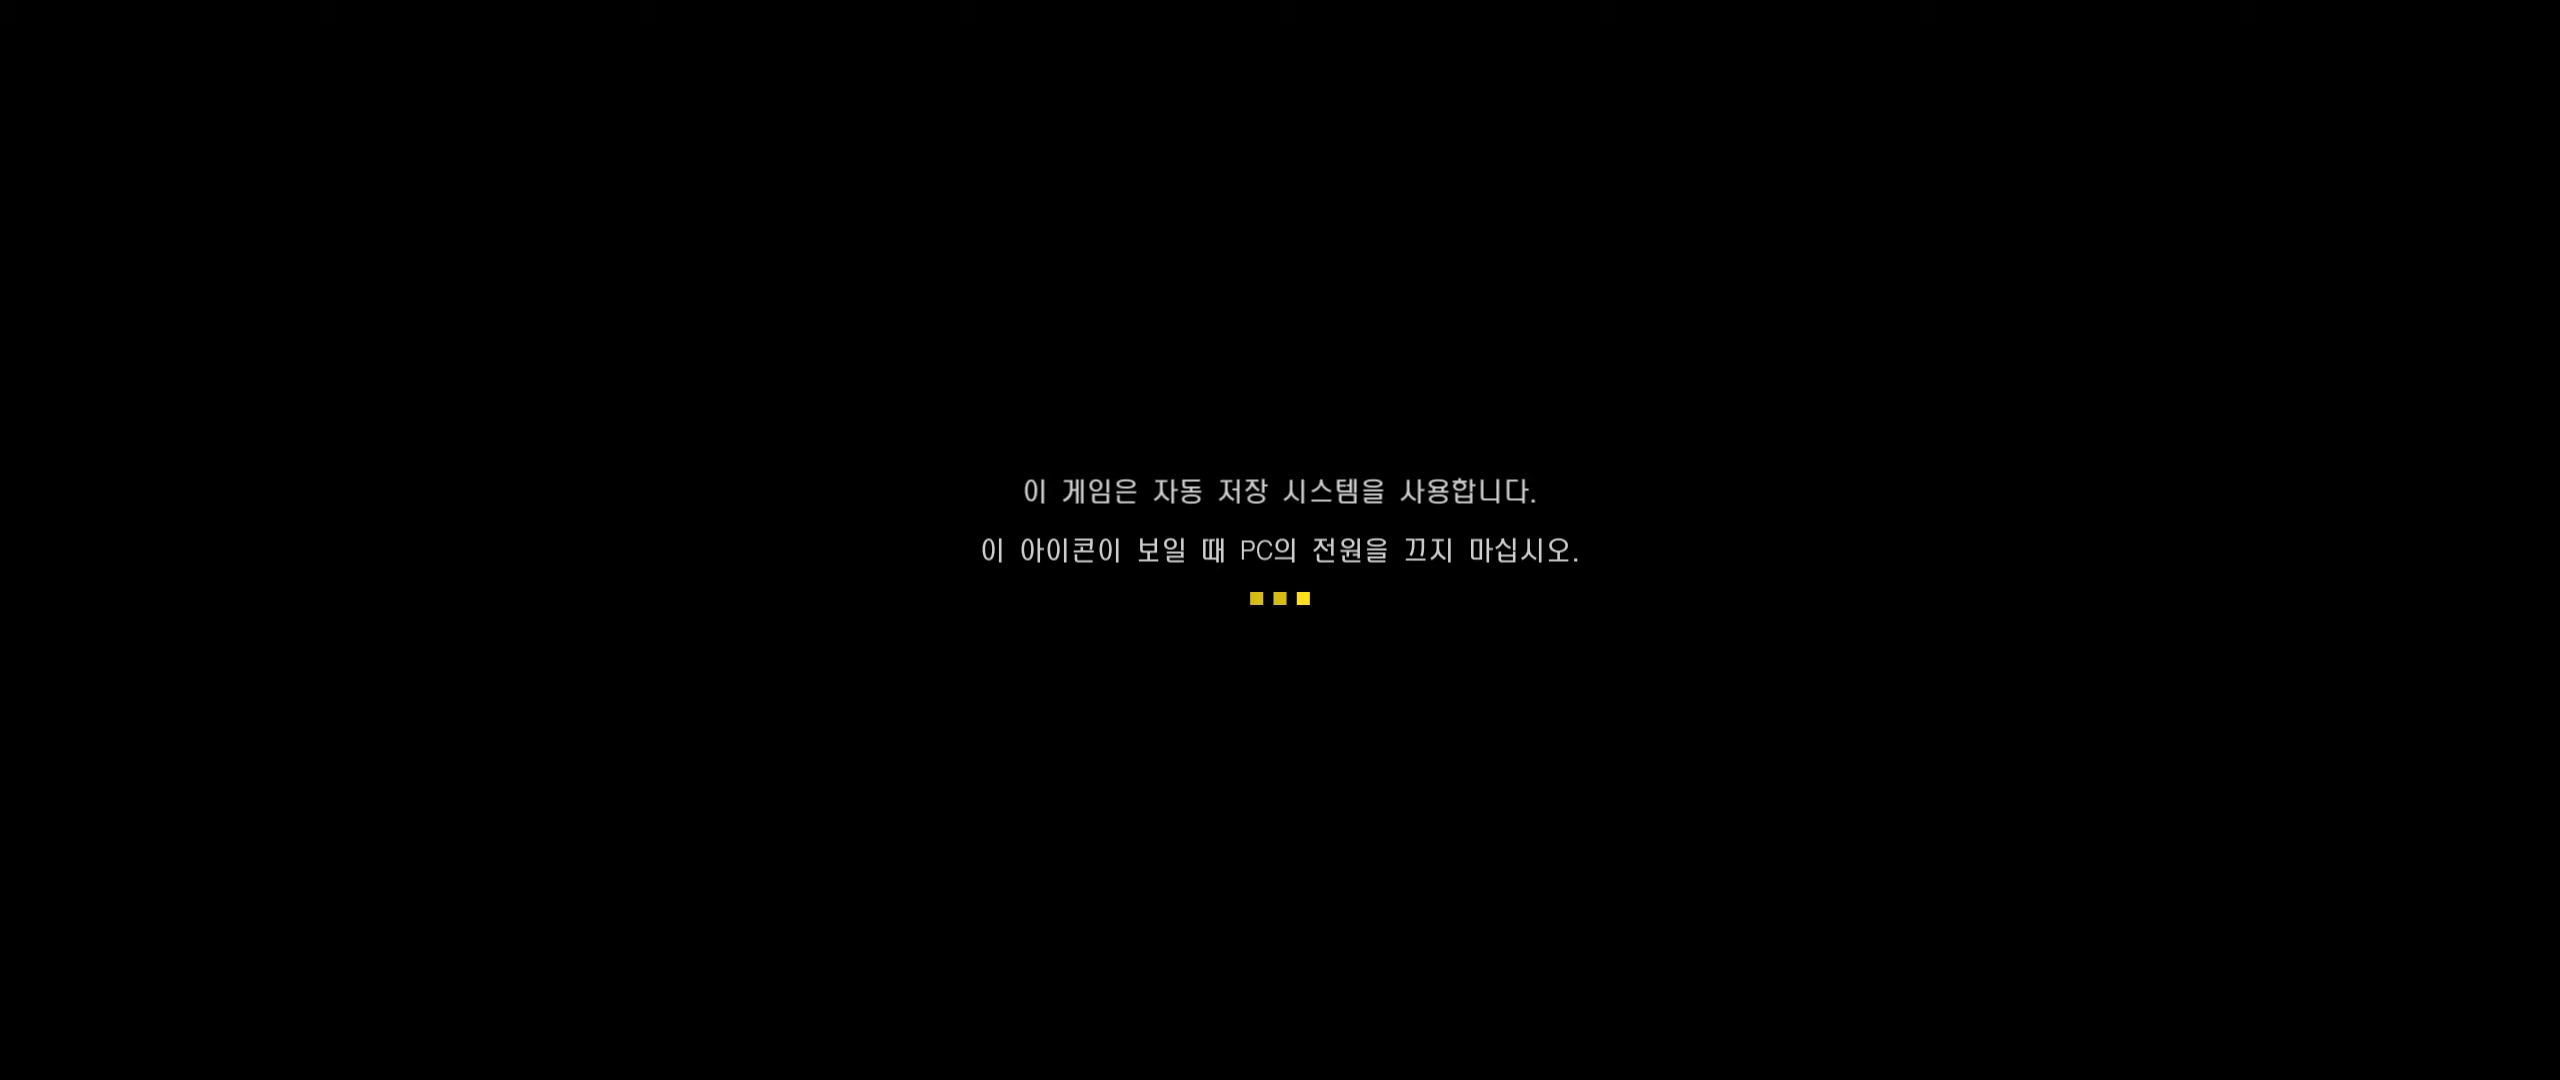 이 게임은 자동 저장 시스템을 사용합니다.
이 아이콘이 보일 때 PC의 전원을 끄지 마십시오.